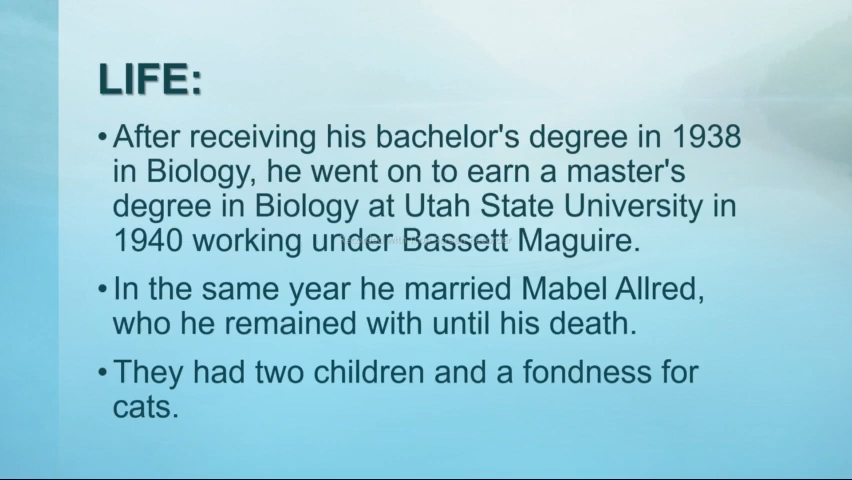 LIFE:
• After receiving his bachelor's degree in 1938
in Biology, he went on to earn a master's
degree in Biology at Utah State University in
1940 working under Bassett Maguire.
• In the same year he married Mabel Allred,
who he remained with until his death.
• They had two children and a fondness for
cats.